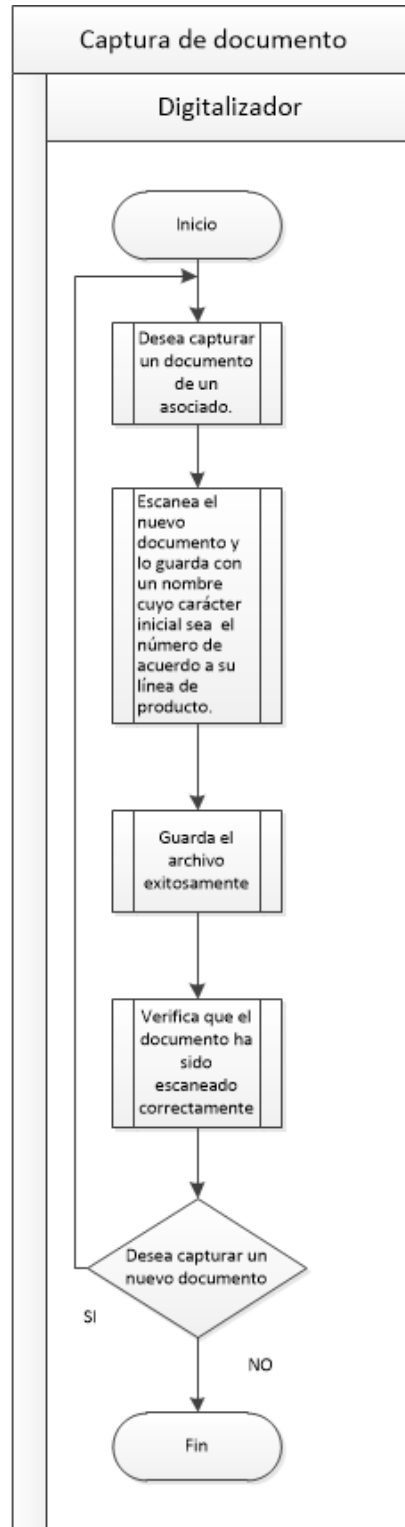 Captura de documento
Digitalizador
Inicio
Desea capturar
un documento
de un
asociado.
Escanea el
nuevo
documento y
lo guarda con
un nombre
cuyo carácter
inicial sea el
número de
acuerdo a su
línea de
producto.
Guarda el
archivo
exitosamente
Verifica que el
documento ha
sido
escaneado
correctamente
Desea capturar un
nuevo documento
SI
NO
Fin